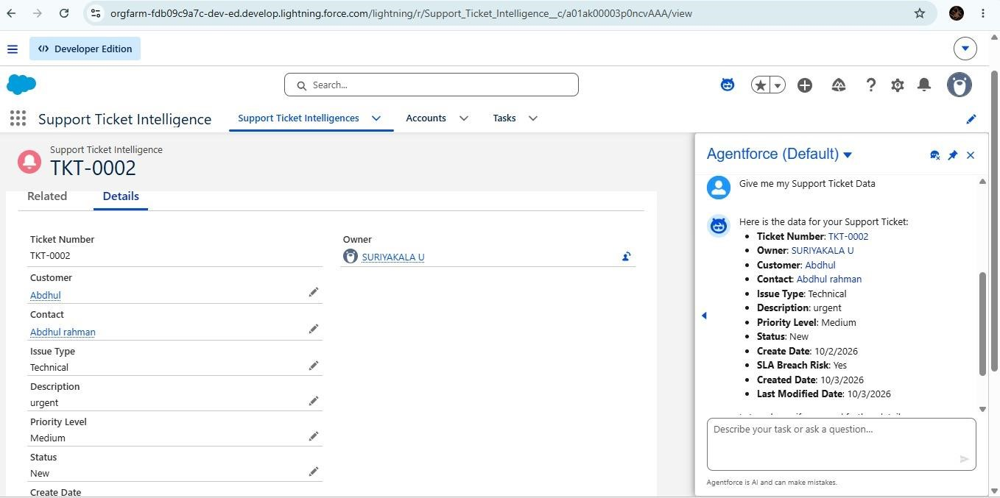 orgfarm-fdb09c9a7c-dev-ed.develop.lightning.force.com/lightning/r/Support_Ticket_Intelligence__c/a01ak00003p0ncvAAA/view
</> Developer Edition
Search...
Support Ticket Intelligence
Support Ticket Intelligences
Accounts
Tasks
Support Ticket Intelligence
TKT-0002
Related
Details
Ticket Number
TKT-0002
Owner
SURIYAKALA U
Customer
Abdhul
Contact
Abdhul rahman
Issue Type
Technical
Description
urgent
Priority Level
Medium
Status
New
Create Date
Agentforce (Default)
Give me my Support Ticket Data
Here is the data for your Support Ticket:
• Ticket Number: TKT-0002
• Owner: SURIYAKALA U
• Customer: Abdhul
• Contact: Abdhul rahman
• Issue Type: Technical
• Description: urgent
• Priority Level: Medium
• Status: New
• Create Date: 10/2/2026
• SLA Breach Risk: Yes
• Created Date: 10/3/2026
• Last Modified Date: 10/3/2026
Describe your task or ask a question...
Agentforce is AI and can make mistakes.